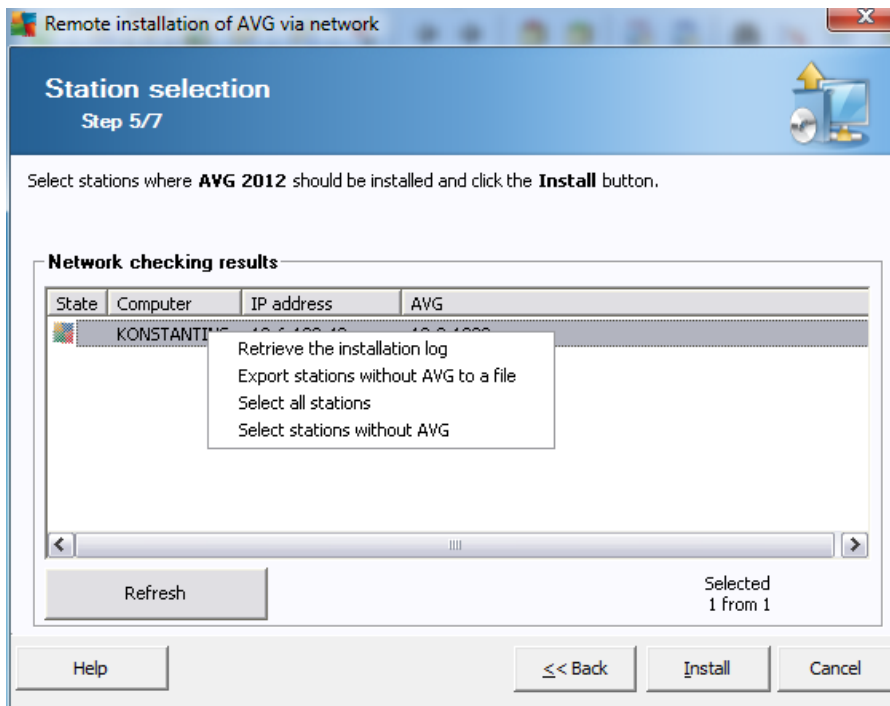 Remote installation of AVG via network
Station selection
Step 5/7
Select stations where AVG 2012 should be installed and click the Install button.
Network checking results
State Computer IP address AVG
Retrieve the installation log
Export stations without AVG to a file
Select all stations
Select stations without AVG
Refresh
Selected
1 from 1
Help
<< Back
Install
Cancel